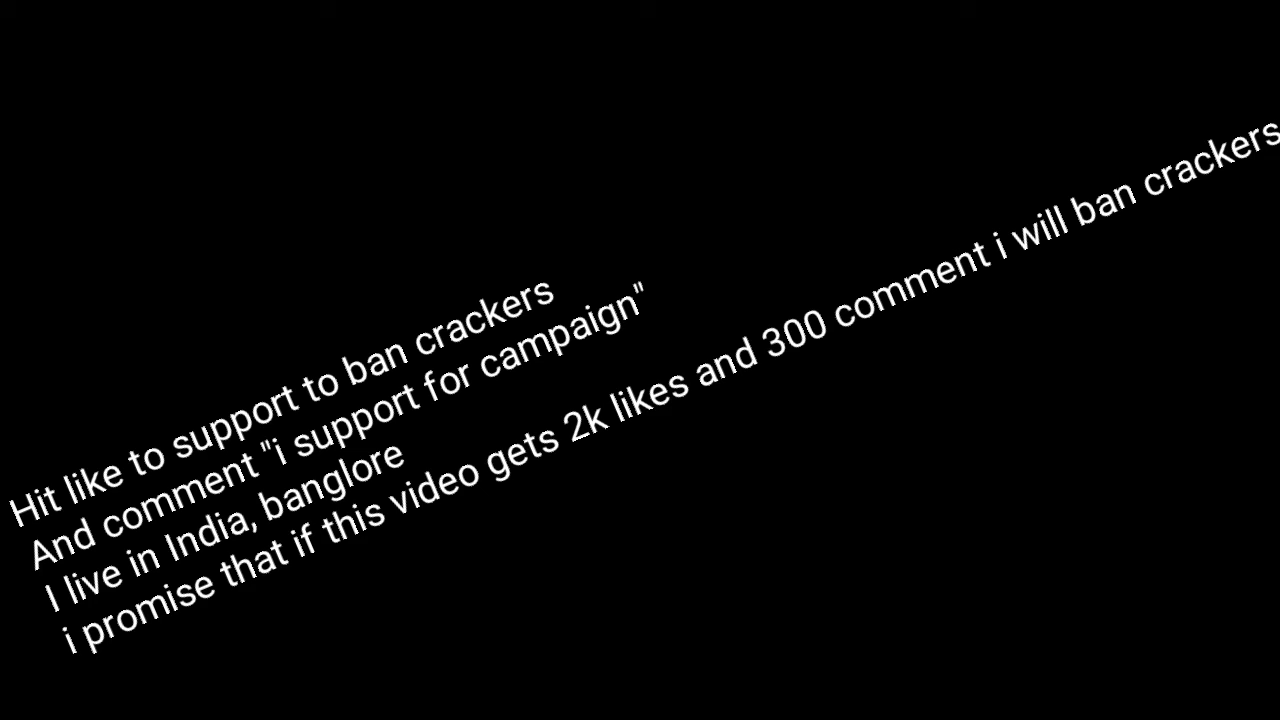 Hit like to support to ban crackers
And comment "i support for campaign"
I live in India, banglore
i promise that if this video gets 2k likes and 300 comment i will ban crackers